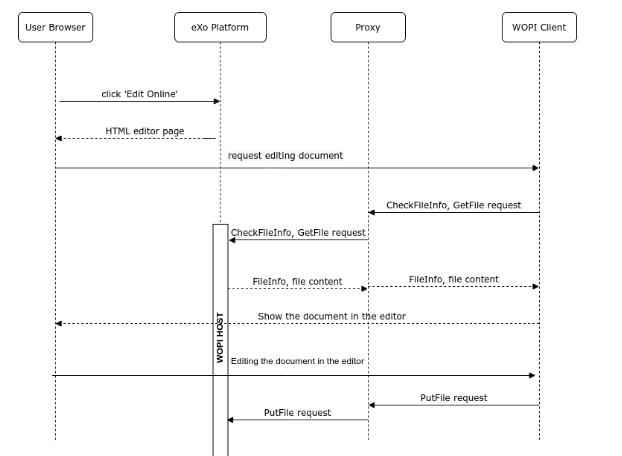 User Browser
eXo Platform
Proxy
WOPI Client
click 'Edit Online'
HTML editor page
request editing document
CheckFileInfo, GetFile request
CheckFileInfo, GetFile request
FileInfo, file content
FileInfo, file content
Show the document in the editor
WOPI HOST
Editing the document in the editor
PutFile request
PutFile request